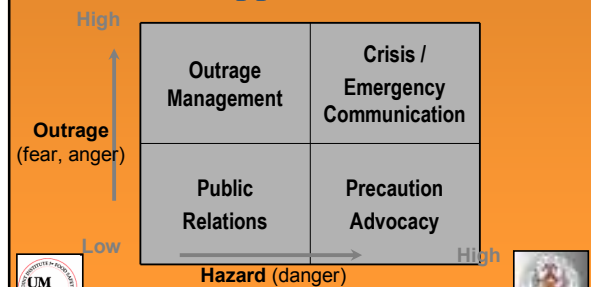 High
Outrage
Management
Crisis /
Emergency
Communication
Outrage
(fear, anger)
Public
Relations
Precaution
Advocacy
Low
High
Hazard (danger)
UM